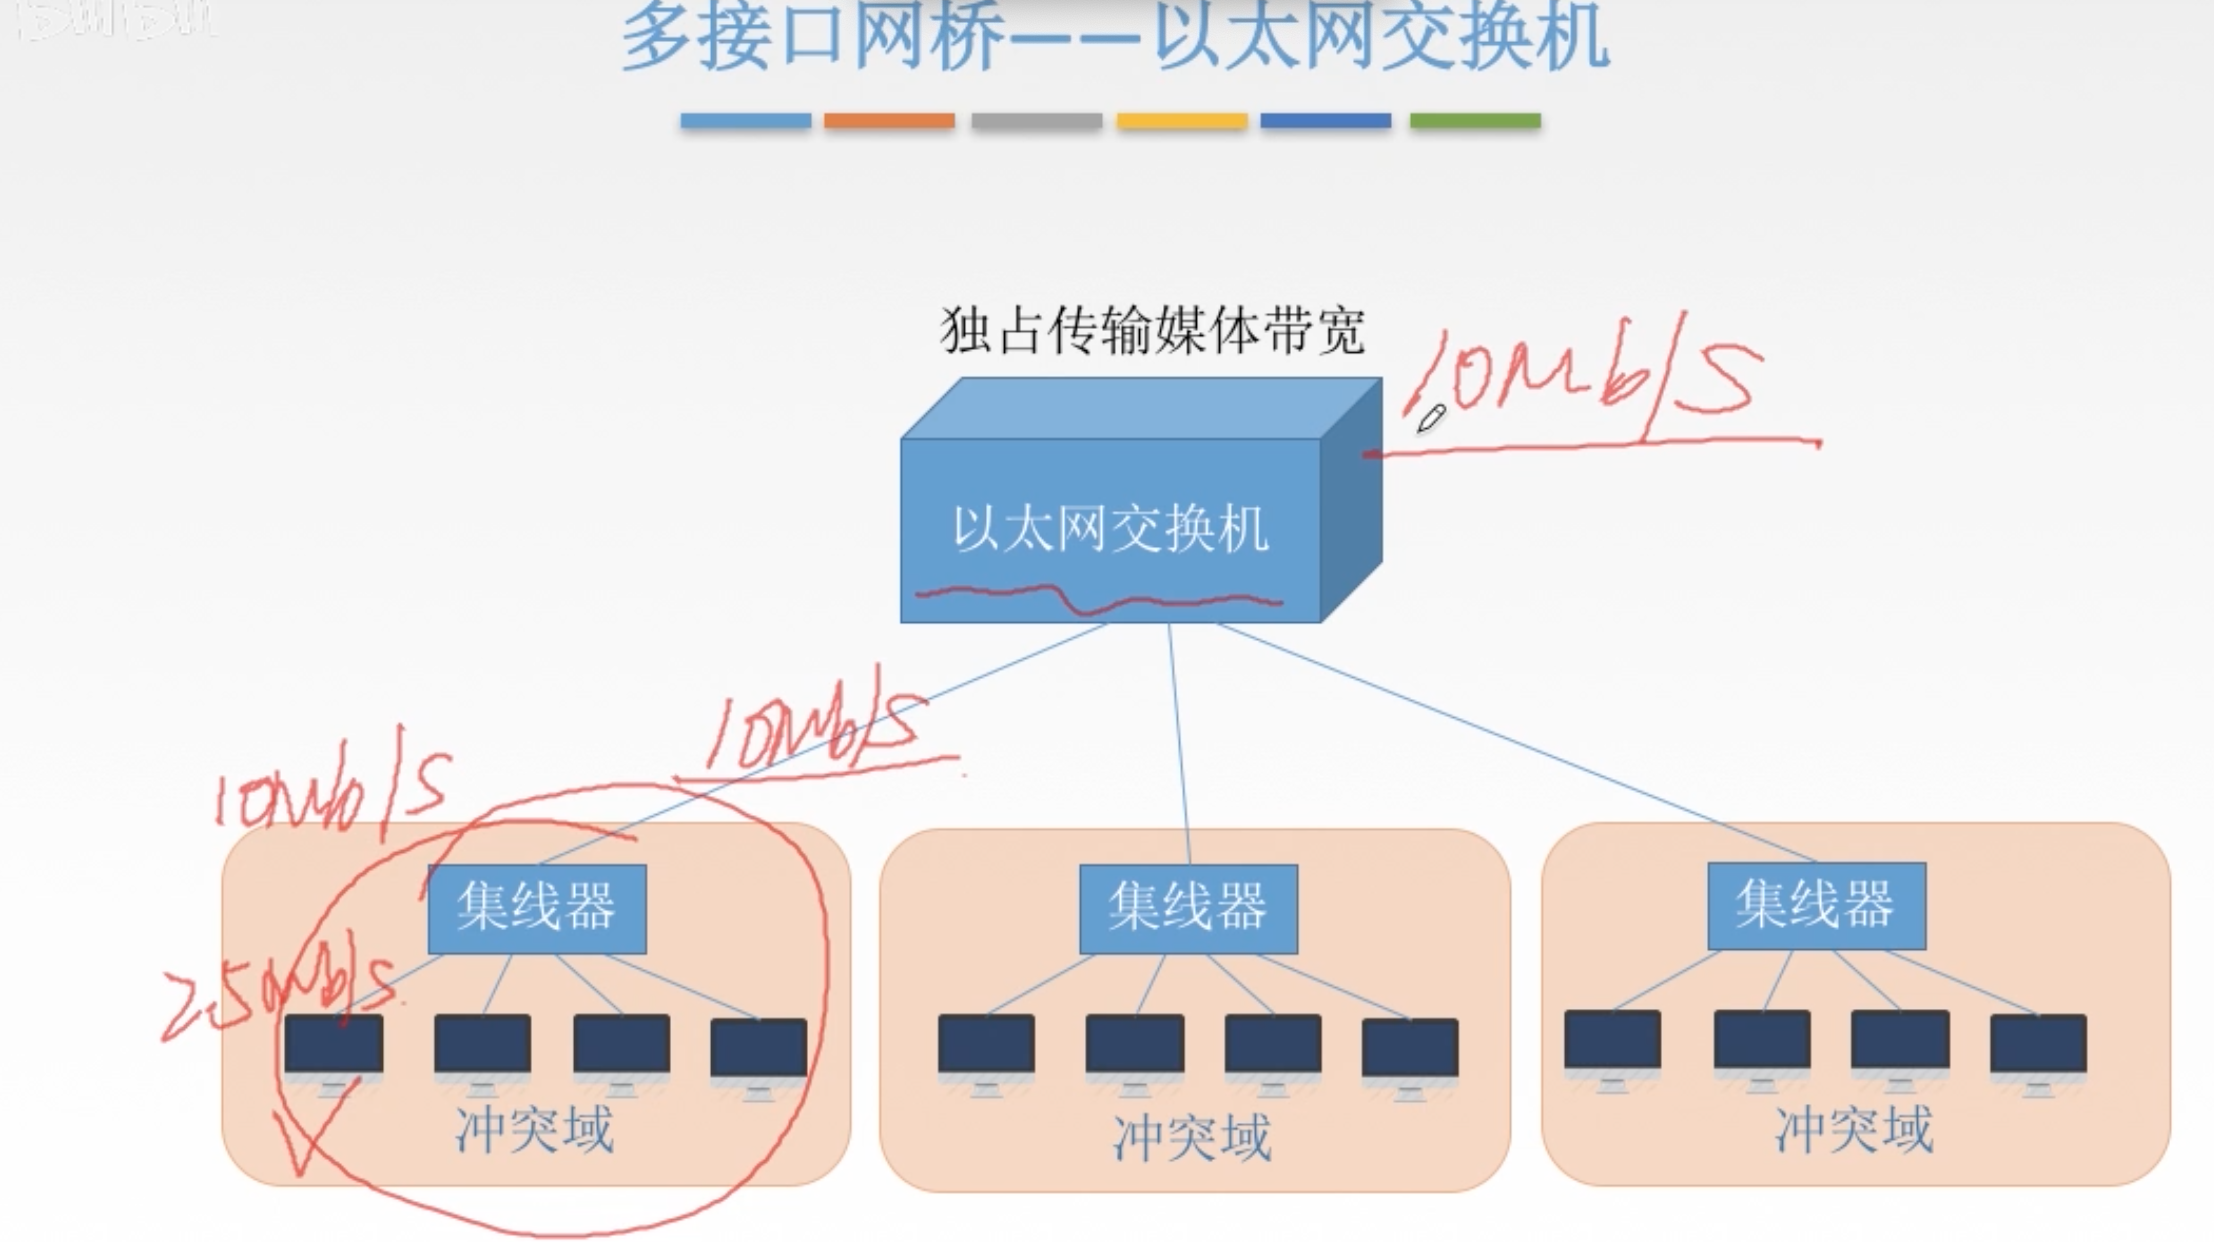 bilibili
多接口网桥——以太网交换机
独占传输媒体带宽
10Mb/s
以太网交换机
10Mb/s
10Mb/s
集线器
集线器
集线器
2.5Mb/s.
冲突域
冲突域
冲突域